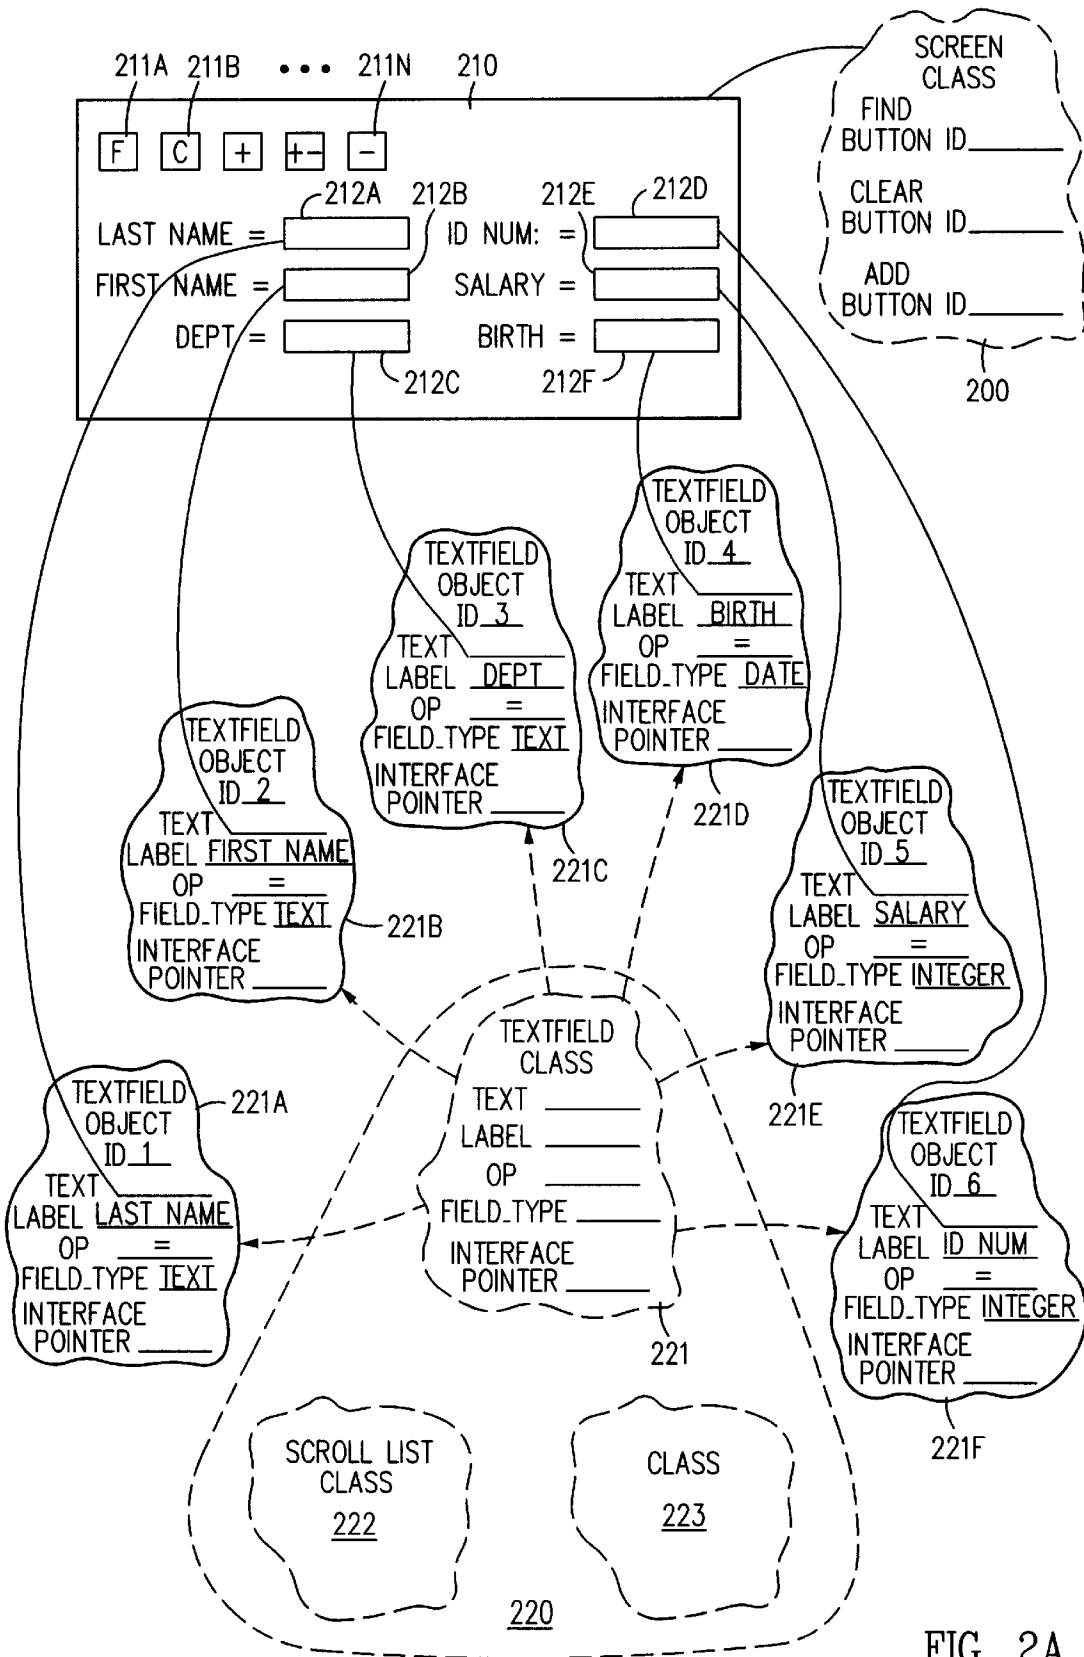 SCREEN
CLASS
FIND
BUTTON ID
CLEAR
BUTTON ID
ADD
BUTTON ID
200
211A 211B ••• 211N 210
F C + +- -
212A 212B 212E 212D
LAST NAME = ID NUM: =
FIRST NAME = SALARY =
DEPT = BIRTH =
212C 212F
TEXTFIELD
OBJECT
ID 4
TEXT
LABEL BIRTH
OP =
FIELD_TYPE DATE
INTERFACE
POINTER
221D
TEXTFIELD
OBJECT
ID 3
TEXT
LABEL DEPT
OP =
FIELD_TYPE TEXT
INTERFACE
POINTER
221C
TEXTFIELD
OBJECT
ID 2
TEXT
LABEL FIRST NAME
OP =
FIELD_TYPE TEXT
INTERFACE
POINTER
221B
TEXTFIELD
OBJECT
ID 5
TEXT
LABEL SALARY
OP =
FIELD_TYPE INTEGER
INTERFACE
POINTER
221E
TEXTFIELD
OBJECT
ID 1
TEXT
LABEL LAST NAME
OP =
FIELD_TYPE TEXT
INTERFACE
POINTER
221A
TEXTFIELD
CLASS
TEXT
LABEL
OP
FIELD_TYPE
INTERFACE
POINTER
221
TEXTFIELD
OBJECT
ID 6
TEXT
LABEL ID NUM
OP =
FIELD_TYPE INTEGER
INTERFACE
POINTER
221F
SCROLL LIST
CLASS
222
CLASS
223
220
FIG. 2A